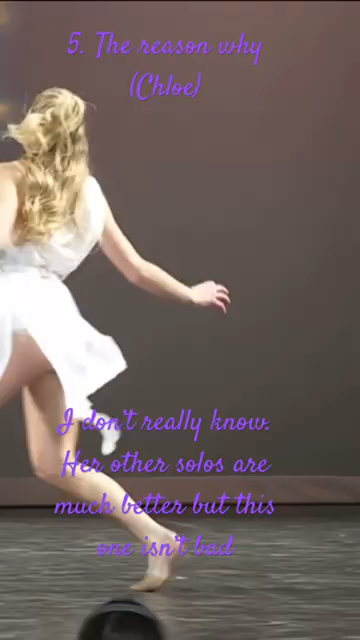 5. The reason why
(Chloe)
I don't really know.
Her other solos are
much better but this
one isn't bad